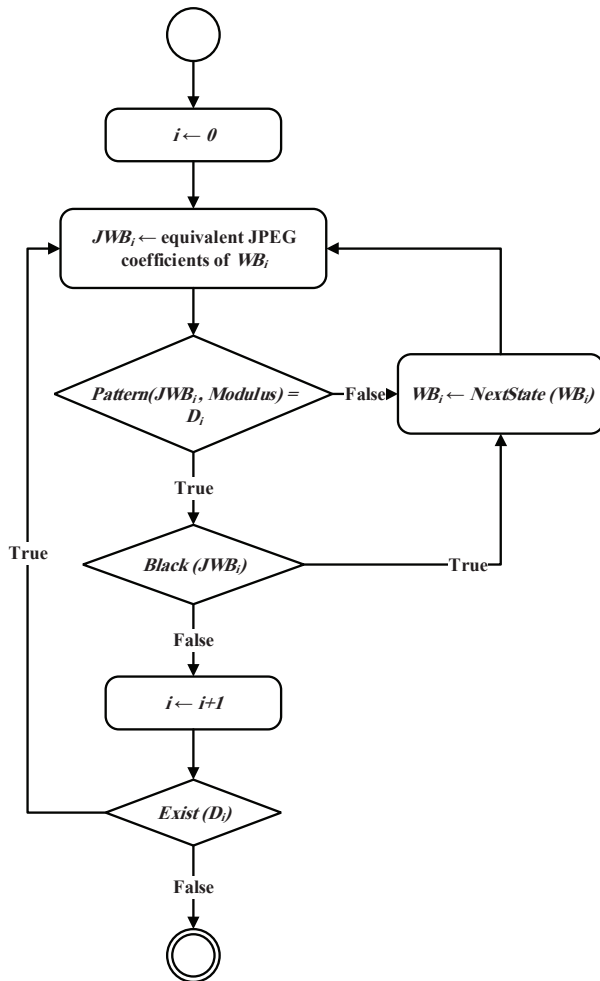 i ← 0
JWBᵢ ← equivalent JPEG
coefficients of WBᵢ
Pattern(JWBᵢ , Modulus) =
Dᵢ
False
WBᵢ ← NextState (WBᵢ)
True
Black (JWBᵢ)
True
True
False
i ← i+1
Exist (Dᵢ)
False